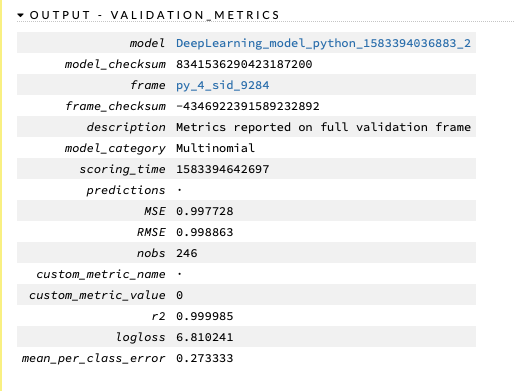 ▾ OUTPUT - VALIDATION_METRICS
model DeepLearning_model_python_1583394036883_2
model_checksum 8341536290423187200
frame py_4_sid_9284
frame_checksum -4346922391589232892
description Metrics reported on full validation frame
model_category Multinomial
scoring_time 1583394642697
predictions ·
MSE 0.997728
RMSE 0.998863
nobs 246
custom_metric_name ·
custom_metric_value 0
r2 0.999985
logloss 6.810241
mean_per_class_error 0.273333